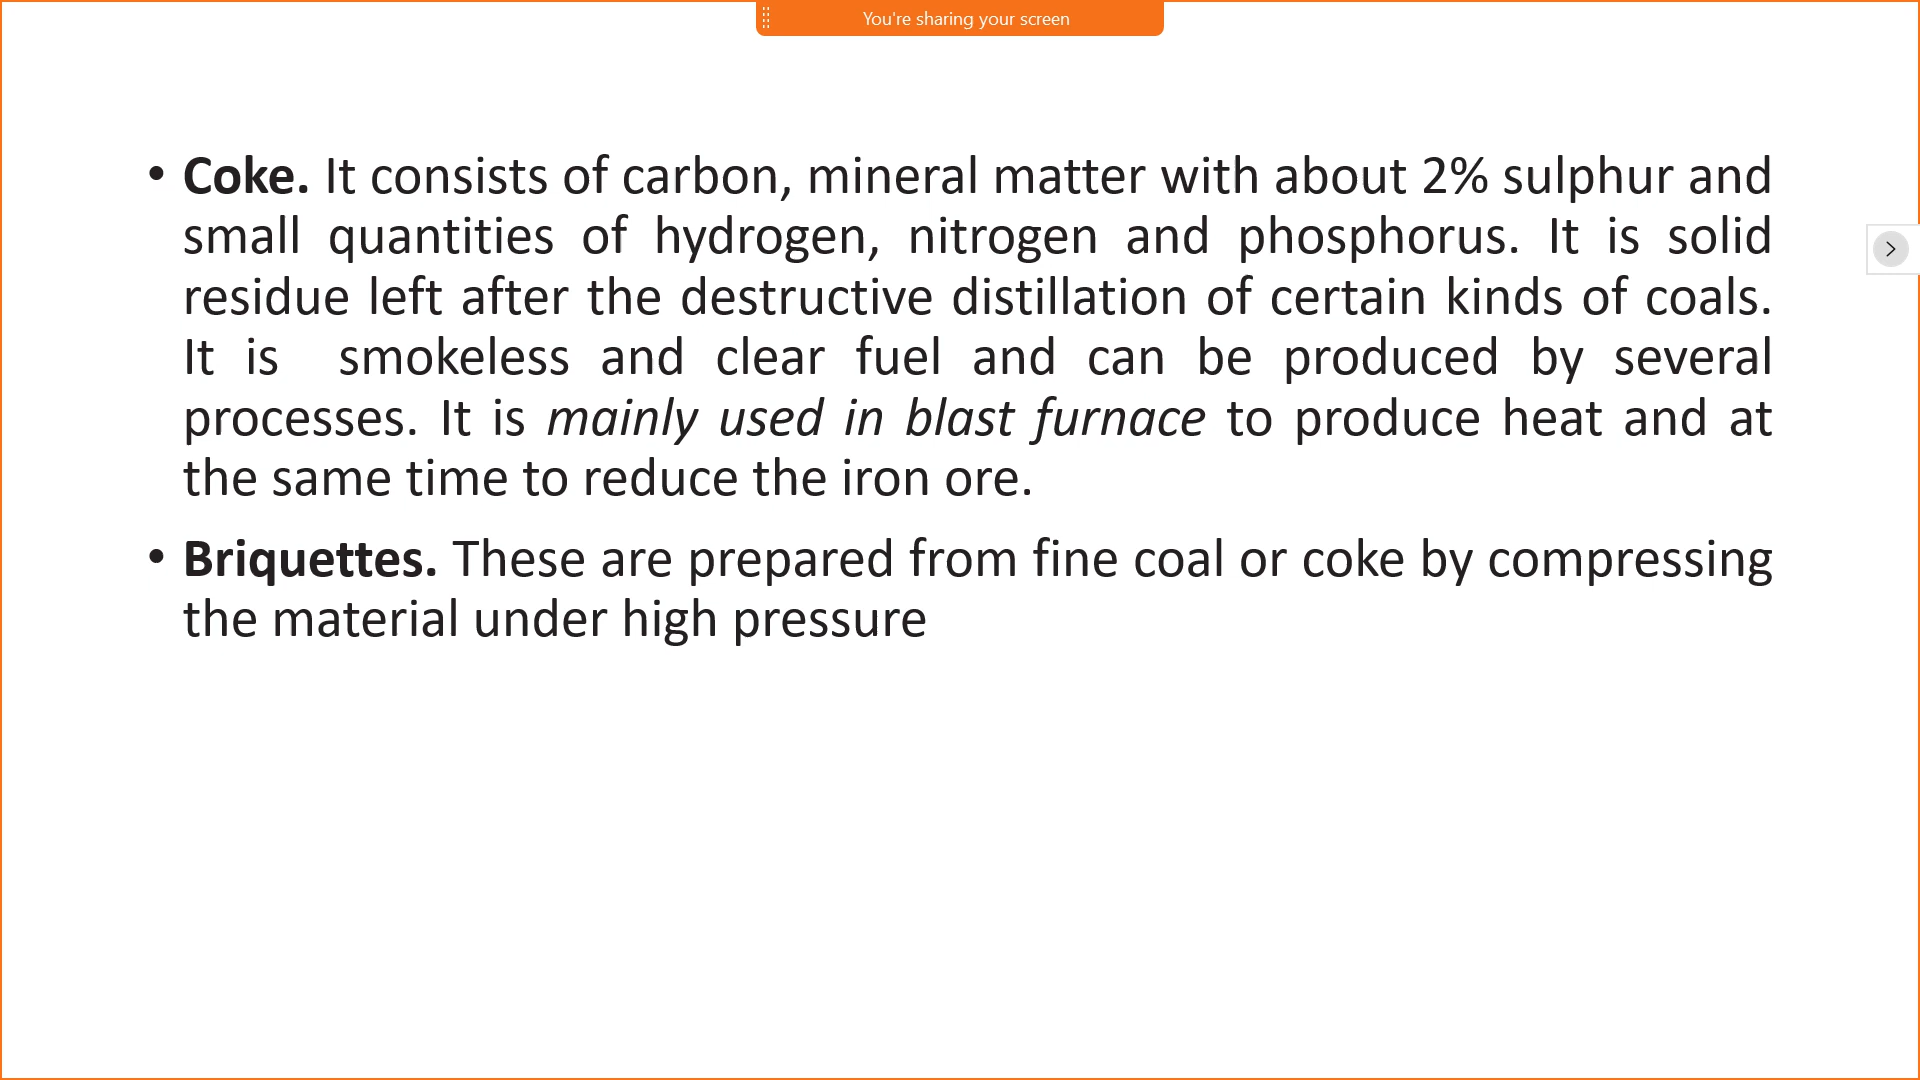 You're sharing your screen
• Coke. It consists of carbon, mineral matter with about 2% sulphur and
small quantities of hydrogen, nitrogen and phosphorus. It is solid
residue left after the destructive distillation of certain kinds of coals.
It is smokeless and clear fuel and can be produced by several
processes. It is mainly used in blast furnace to produce heat and at
the same time to reduce the iron ore.
• Briquettes. These are prepared from fine coal or coke by compressing
the material under high pressure